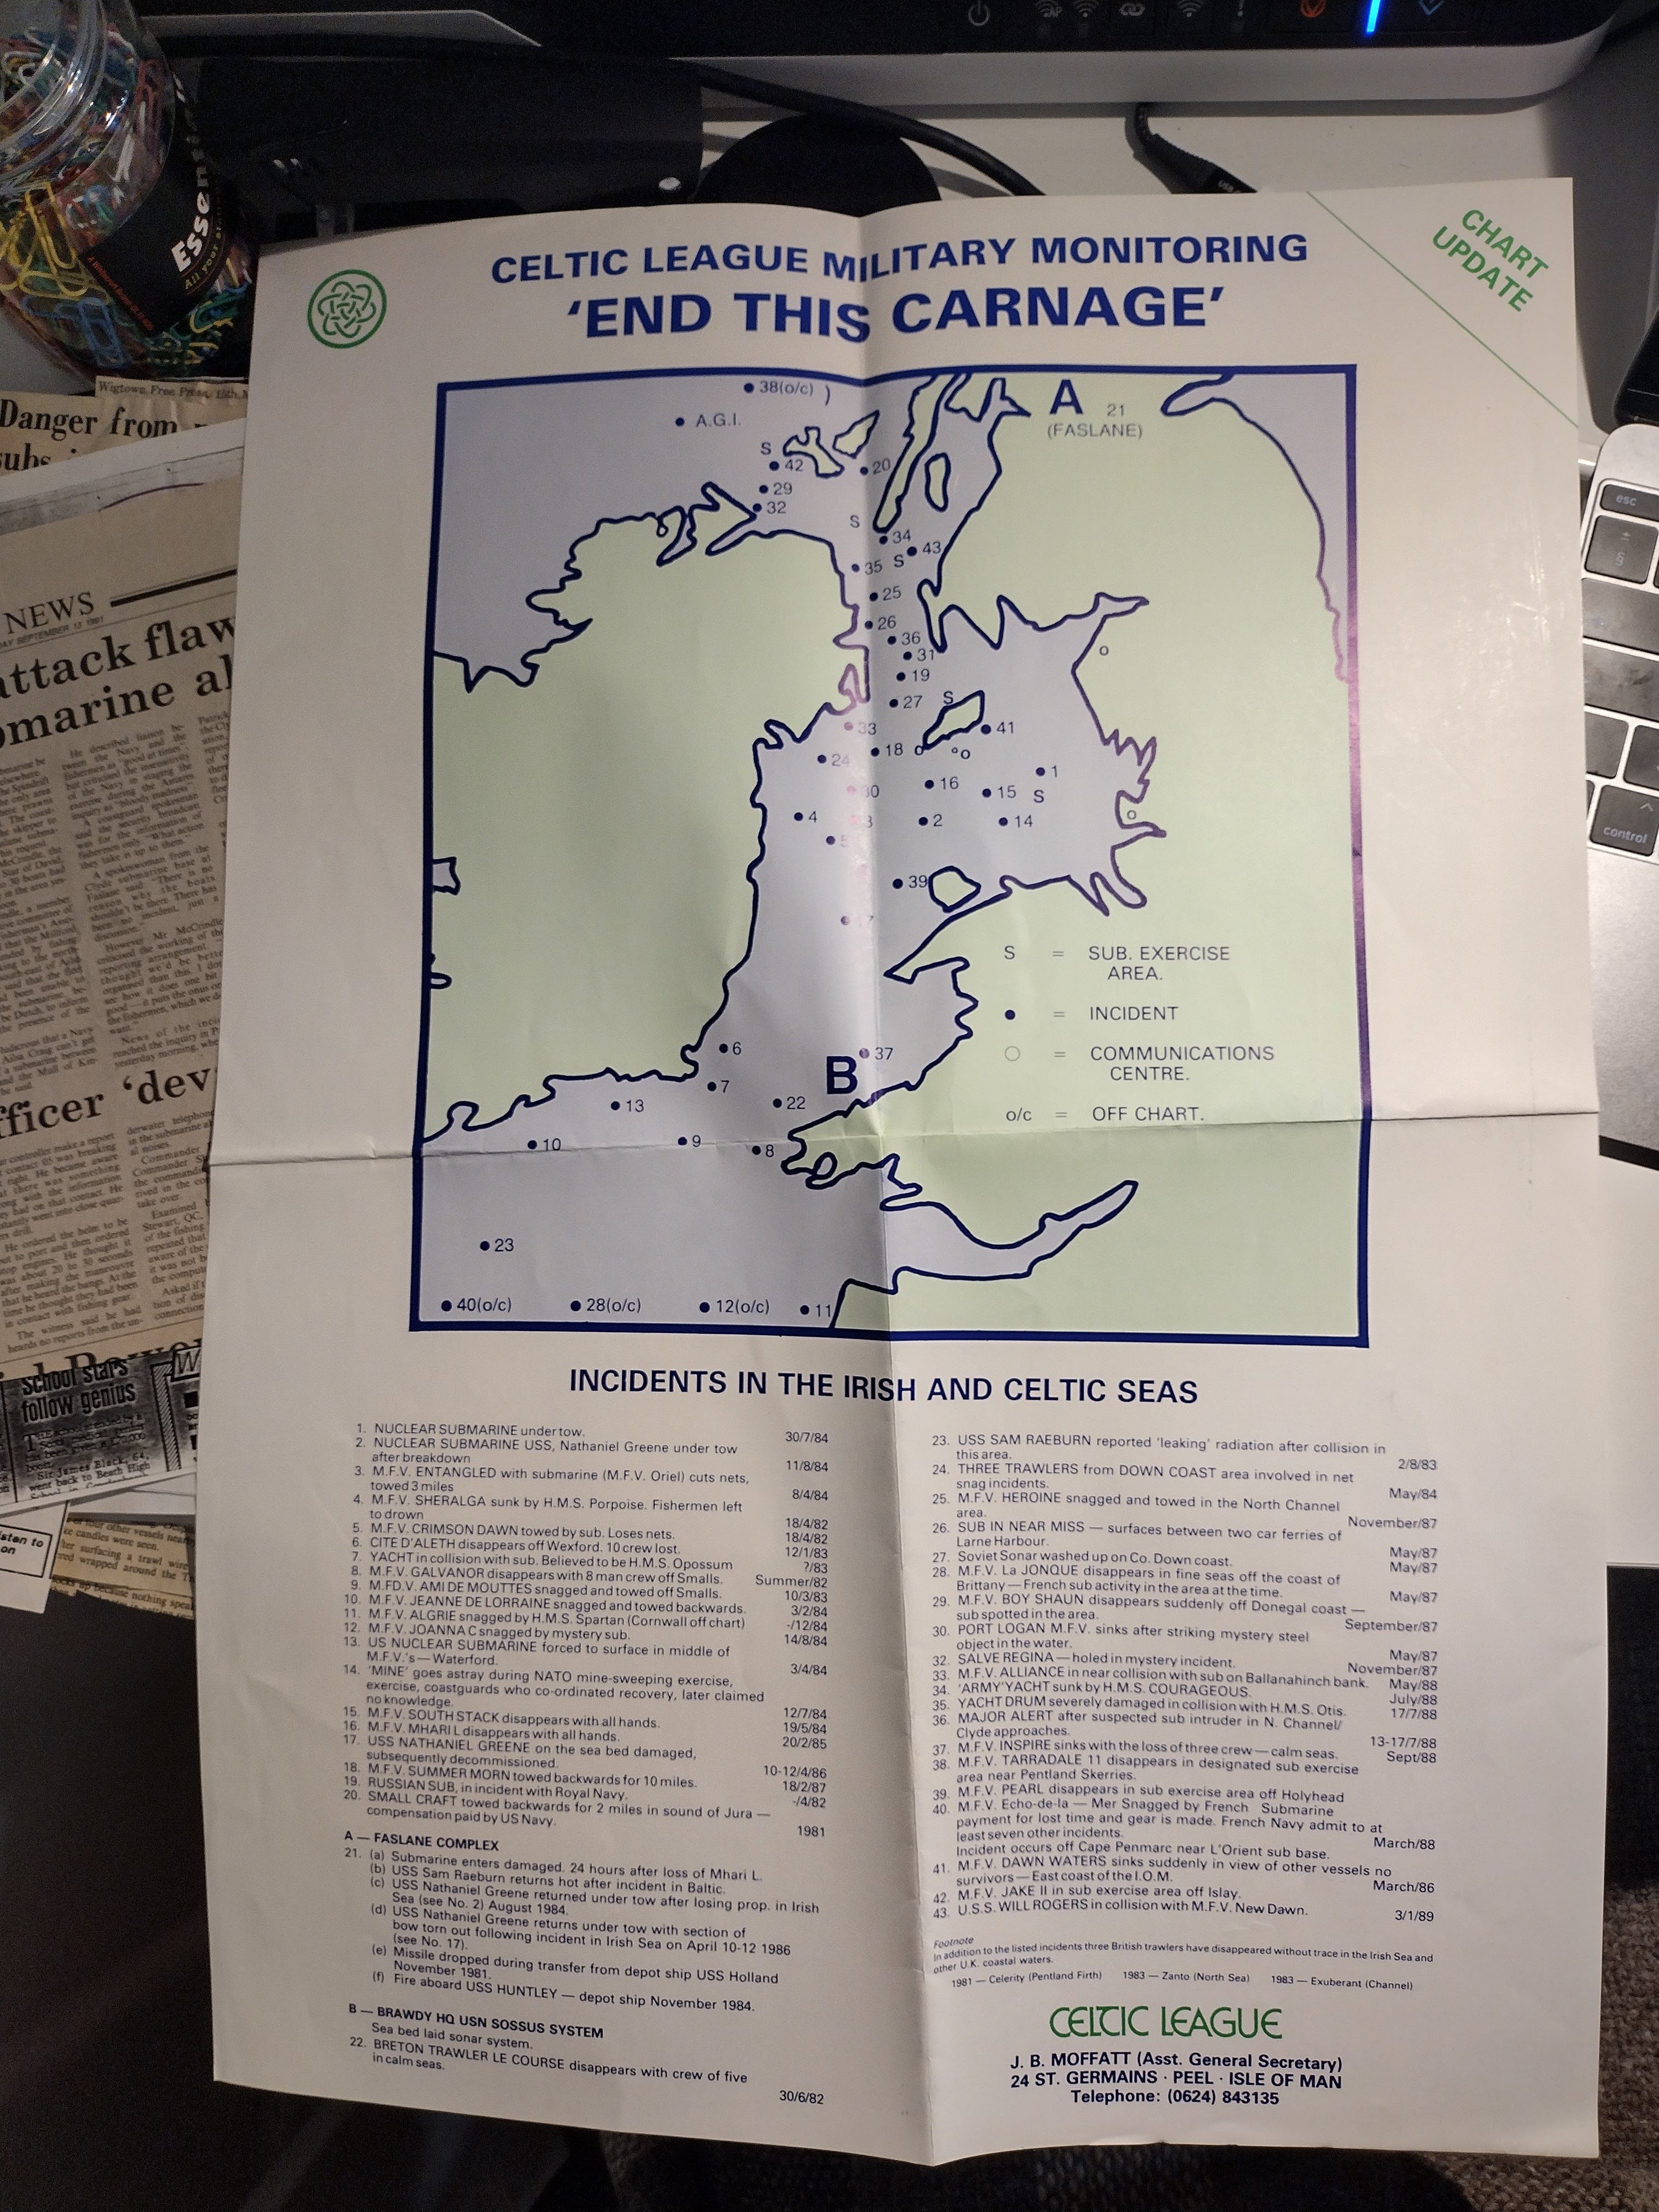 Essen
Wigtown Free Press,
Danger from
subs
NEWS
attack flaw
omarine al
fficer ‘dev
School stars
follow genius
Sir James Black, 64,
went back to Beath High
sten to
on
esc
±
§
control
CHART
UPDATE
CELTIC LEAGUE MILITARY MONITORING
‘END THIS CARNAGE’
38(o/c)
A
21
(FASLANE)
A.G.I.
S
42
20
29
32
S
34
43
S
35
25
26
36
31
19
27
S
33
41
18
24
1
16
15
S
30
4
2
14
3
5
39
17
S = SUB. EXERCISE
AREA.
● = INCIDENT
○ = COMMUNICATIONS
CENTRE.
o/c = OFF CHART.
6
B
37
7
13
22
10
9
8
23
40(o/c)
28(o/c)
12(o/c)
11
INCIDENTS IN THE IRISH AND CELTIC SEAS
1. NUCLEAR SUBMARINE under tow. 30/7/84
2. NUCLEAR SUBMARINE USS, Nathaniel Greene under tow
after breakdown 11/8/84
3. M.F.V. ENTANGLED with submarine (M.F.V. Oriel) cuts nets,
towed 3 miles 8/4/84
4. M.F.V. SHERALGA sunk by H.M.S. Porpoise. Fishermen left
to drown 18/4/82
5. M.F.V. CRIMSON DAWN towed by sub. Loses nets. 18/4/82
6. CITE D'ALETH disappears off Wexford. 10 crew lost. 12/1/83
7. YACHT in collision with sub. Believed to be H.M.S. Opossum ?/83
8. M.F.V. GALVANOR disappears with 8 man crew off Smalls. Summer/82
9. M.FD.V. AMI DE MOUTTES snagged and towed off Smalls. 10/3/83
10. M.F.V. JEANNE DE LORRAINE snagged and towed backwards. 3/2/84
11. M.F.V. ALGRIE snagged by H.M.S. Spartan (Cornwall off chart) -/12/84
12. M.F.V. JOANNA C snagged by mystery sub. 14/8/84
13. US NUCLEAR SUBMARINE forced to surface in middle of
M.F.V.'s — Waterford. 3/4/84
14. ‘MINE’ goes astray during NATO mine-sweeping exercise,
exercise, coastguards who co-ordinated recovery, later claimed
no knowledge. 12/7/84
15. M.F.V. SOUTH STACK disappears with all hands. 19/5/84
16. M.F.V. MHARI L disappears with all hands. 20/2/85
17. USS NATHANIEL GREENE on the sea bed damaged,
subsequently decommissioned. 10-12/4/86
18. M.F.V. SUMMER MORN towed backwards for 10 miles. 18/2/87
19. RUSSIAN SUB, in incident with Royal Navy. -/4/82
20. SMALL CRAFT towed backwards for 2 miles in sound of Jura —
compensation paid by US Navy. 1981
A — FASLANE COMPLEX
21. (a) Submarine enters damaged. 24 hours after loss of Mhari L.
(b) USS Sam Raeburn returns hot after incident in Baltic.
(c) USS Nathaniel Greene returned under tow after losing prop. in Irish
Sea (see No. 2) August 1984.
(d) USS Nathaniel Greene returns under tow with section of
bow torn out following incident in Irish Sea on April 10-12 1986
(see No. 17).
(e) Missile dropped during transfer from depot ship USS Holland
November 1981.
(f) Fire aboard USS HUNTLEY — depot ship November 1984.
B — BRAWDY HQ USN SOSSUS SYSTEM
Sea bed laid sonar system.
22. BRETON TRAWLER LE COURSE disappears with crew of five
in calm seas.
30/6/82
23. USS SAM RAEBURN reported ‘leaking’ radiation after collision in
this area. 2/8/83
24. THREE TRAWLERS from DOWN COAST area involved in net
snag incidents. May/84
25. M.F.V. HEROINE snagged and towed in the North Channel
area. November/87
26. SUB IN NEAR MISS — surfaces between two car ferries of
Larne Harbour. May/87
27. Soviet Sonar washed up on Co. Down coast. May/87
28. M.F.V. La JONQUE disappears in fine seas off the coast of
Brittany — French sub activity in the area at the time. May/87
29. M.F.V. BOY SHAUN disappears suddenly off Donegal coast —
sub spotted in the area. September/87
30. PORT LOGAN M.F.V. sinks after striking mystery steel
object in the water. May/87
32. SALVE REGINA — holed in mystery incident. November/87
33. M.F.V. ALLIANCE in near collision with sub on Ballanahinch bank. May/88
34. ‘ARMY’ YACHT sunk by H.M.S. COURAGEOUS. July/88
35. YACHT DRUM severely damaged in collision with H.M.S. Otis. 17/7/88
36. MAJOR ALERT after suspected sub intruder in N. Channel/
Clyde approaches. 13-17/7/88
37. M.F.V. INSPIRE sinks with the loss of three crew — calm seas. Sept/88
38. M.F.V. TARRADALE 11 disappears in designated sub exercise
area near Pentland Skerries.
39. M.F.V. PEARL disappears in sub exercise area off Holyhead
40. M.F.V. Echo-de-la — Mer Snagged by French Submarine
payment for lost time and gear is made. French Navy admit to at
least seven other incidents. March/88
Incident occurs off Cape Penmarc near L'Orient sub base.
41. M.F.V. DAWN WATERS sinks suddenly in view of other vessels no
survivors — East coast of the I.O.M. March/86
42. M.F.V. JAKE II in sub exercise area off Islay.
43. U.S.S. WILL ROGERS in collision with M.F.V. New Dawn. 3/1/89
Footnote
In addition to the listed incidents three British trawlers have disappeared without trace in the Irish Sea and
other U.K. coastal waters.
1981 — Celerity (Pentland Firth) 1983 — Zanto (North Sea) 1983 — Exuberant (Channel)
CELTIC LEAGUE
J. B. MOFFATT (Asst. General Secretary)
24 ST. GERMAINS · PEEL · ISLE OF MAN
Telephone: (0624) 843135